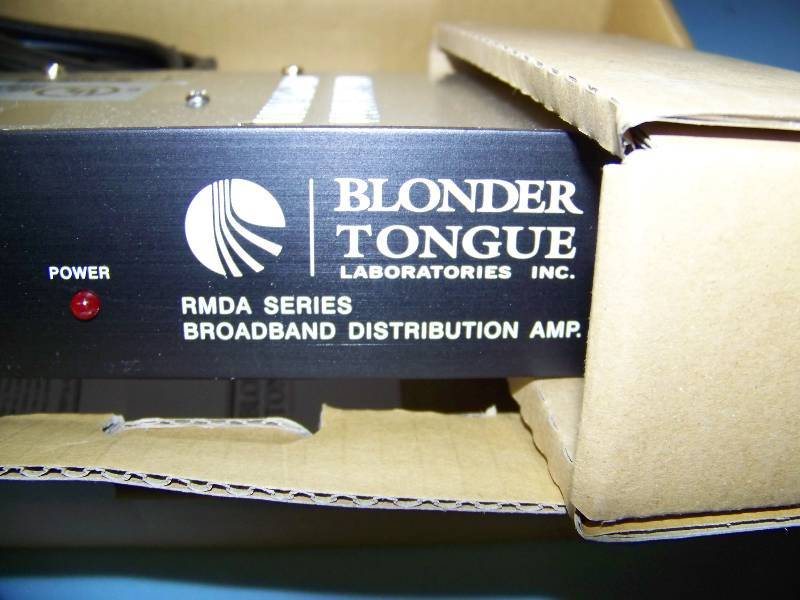 BLONDER
TONGUE
LABORATORIES INC.
POWER
RMDA SERIES
BROADBAND DISTRIBUTION AMP.